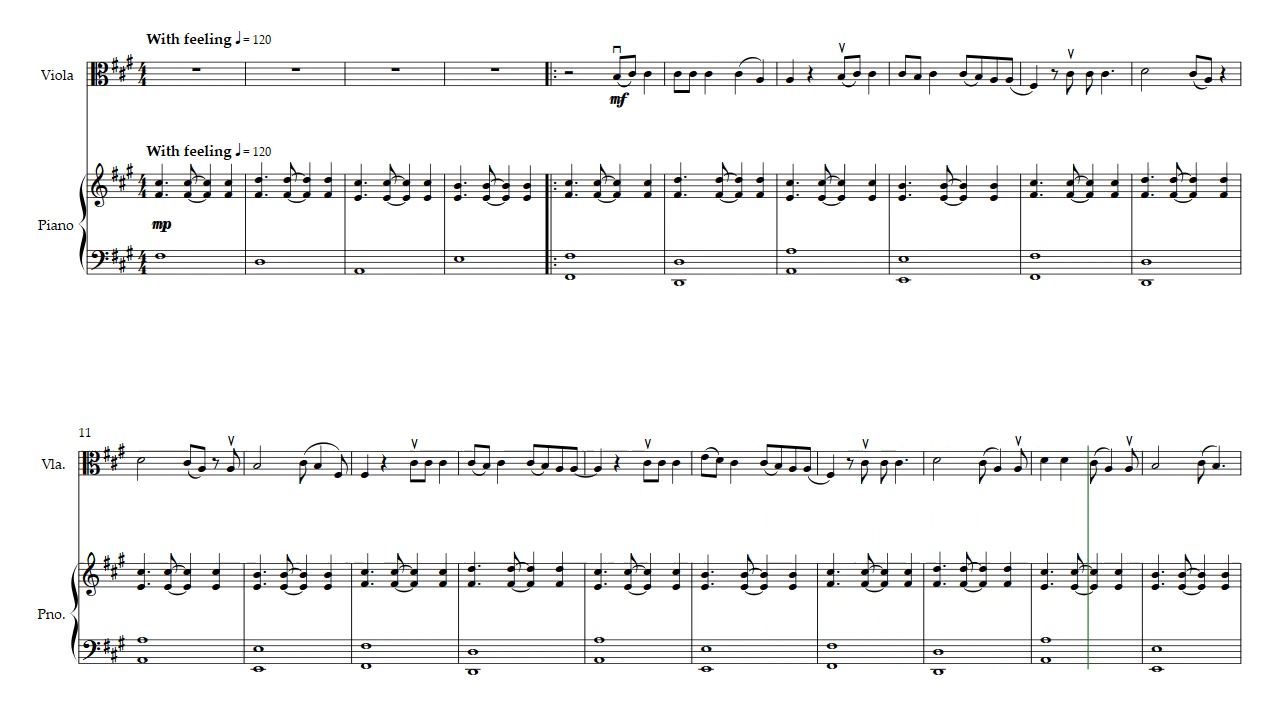 With feeling ♩= 120
Viola
mf
With feeling ♩= 120
Piano
mp
11
Vla.
Pno.